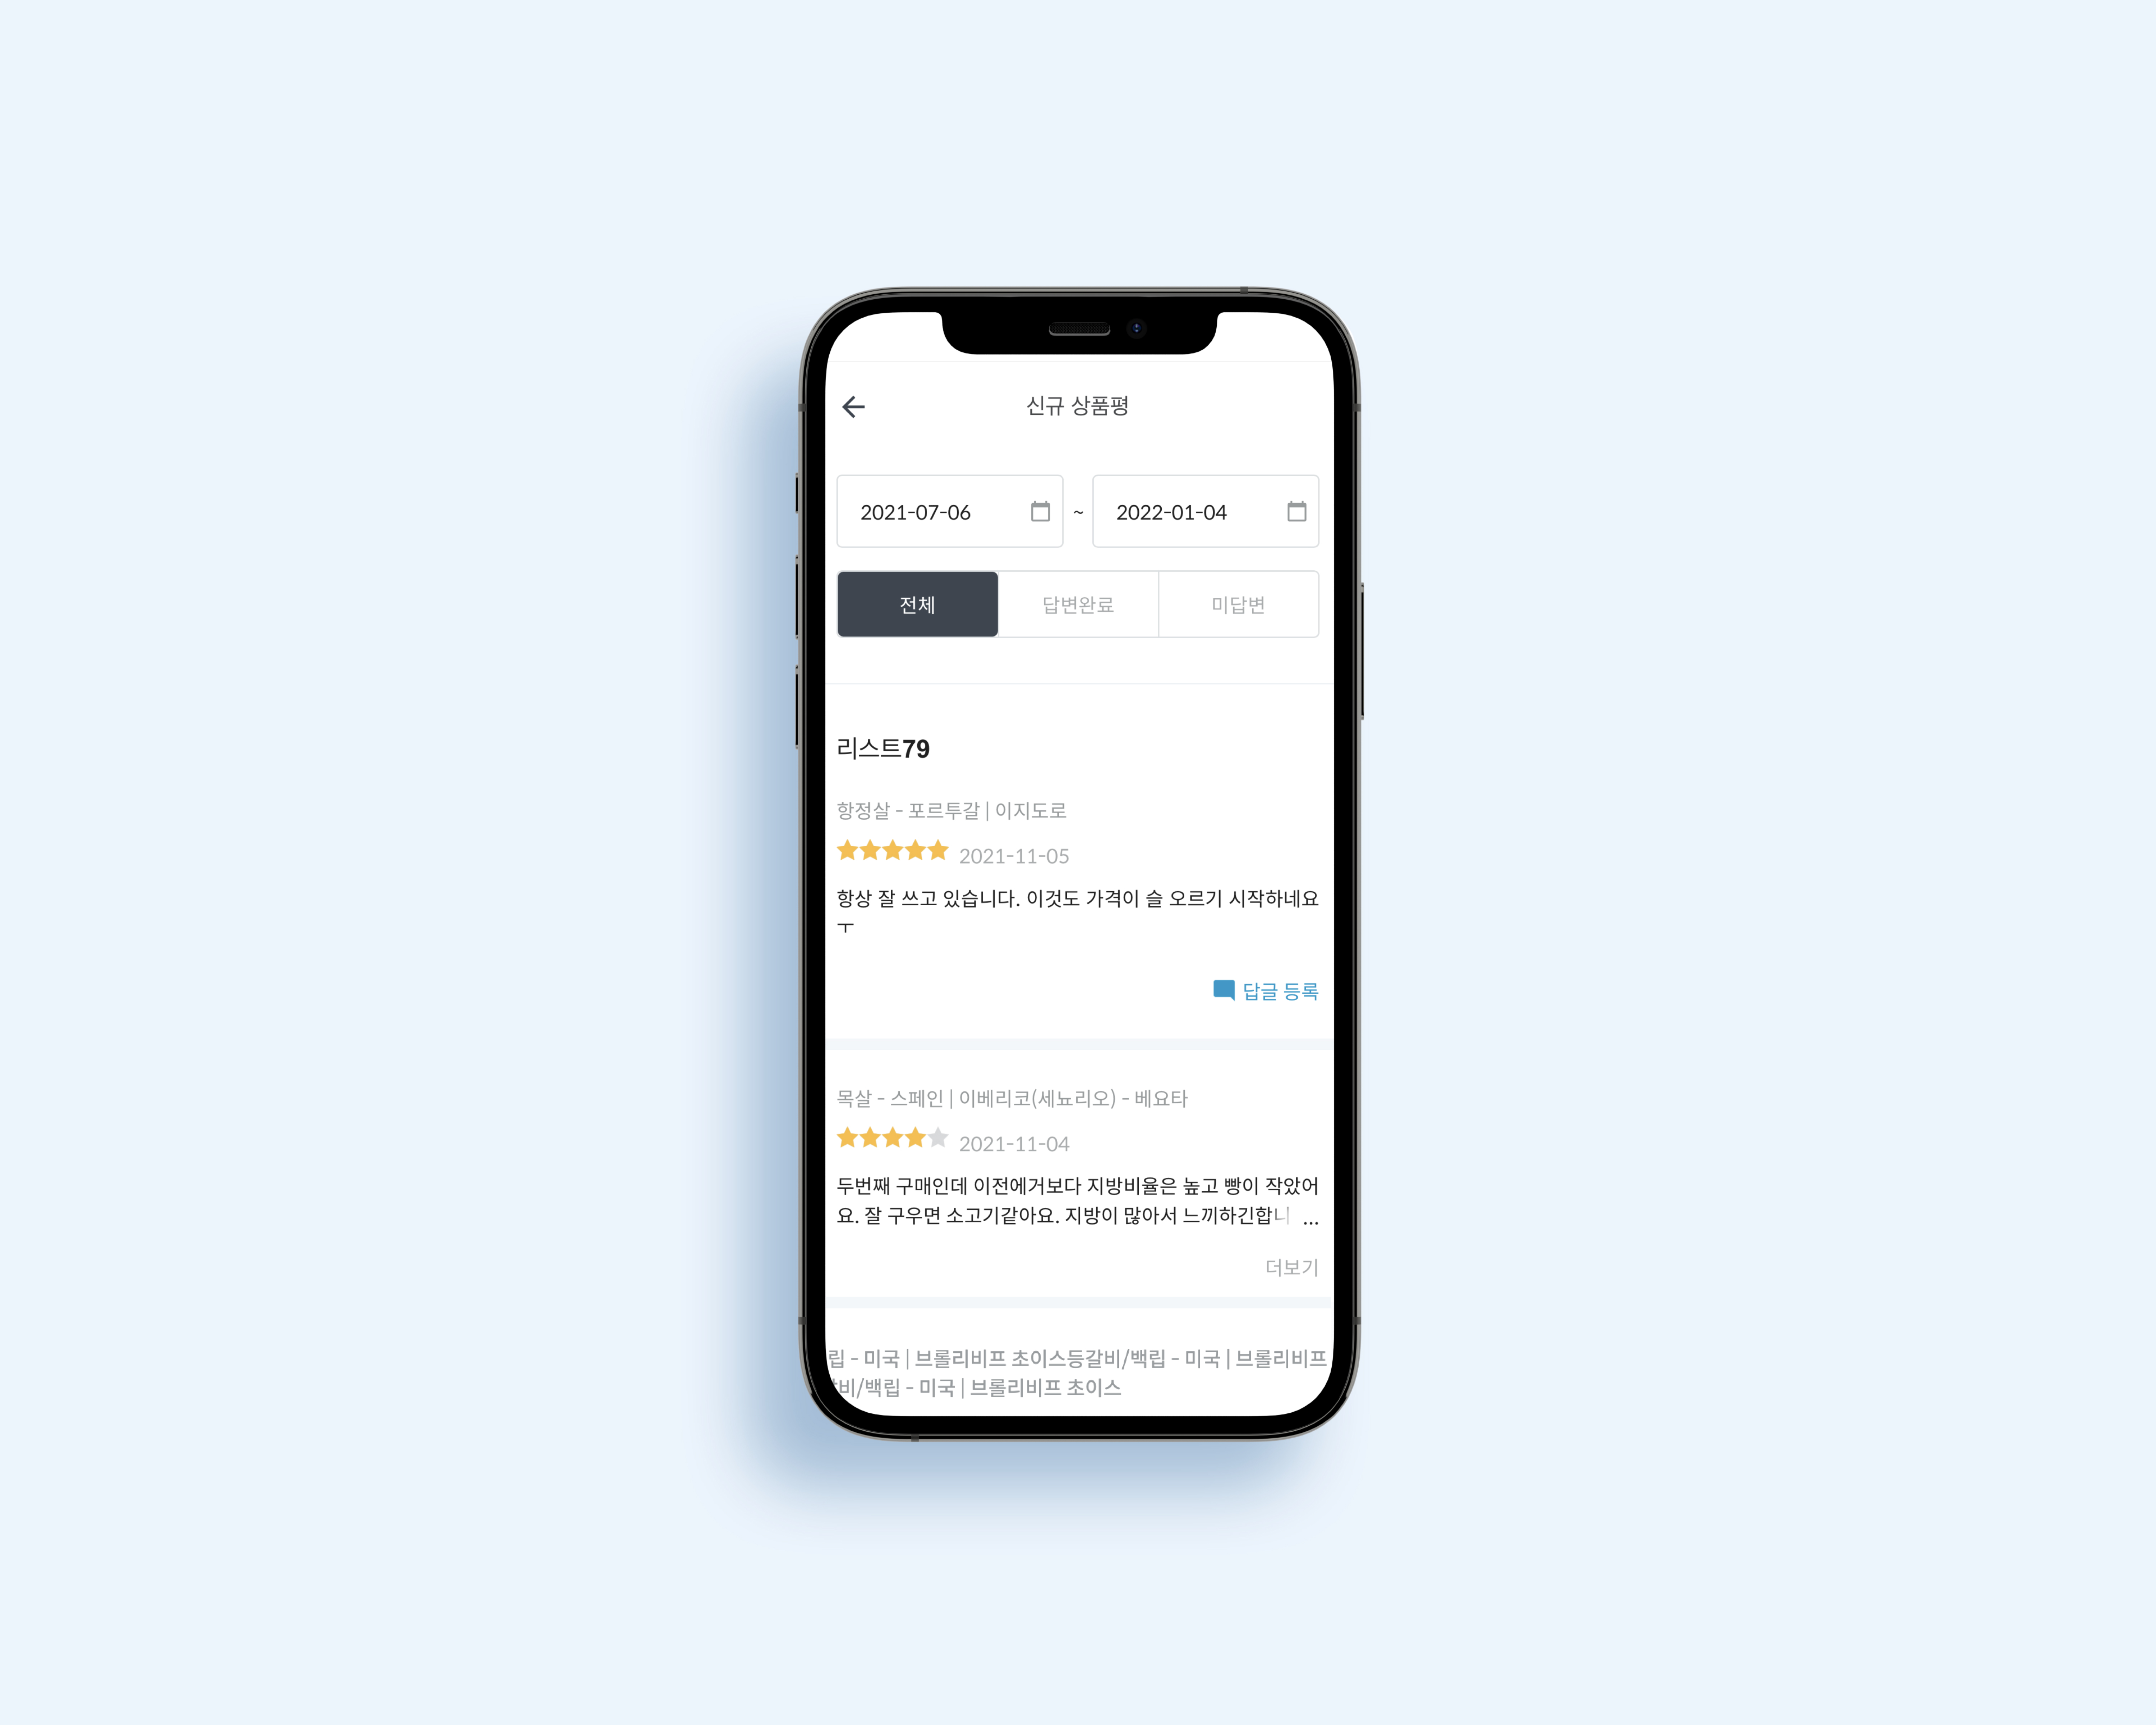 신규 상품평
2021-07-06 ~ 2022-01-04
전체 답변완료 미답변
리스트79
항정살 - 포르투갈 | 이지도로
2021-11-05
항상 잘 쓰고 있습니다. 이것도 가격이 슬 오르기 시작하네요
ㅜ
답글 등록
목살 - 스페인 | 이베리코(세뇨리오) - 베요타
2021-11-04
두번째 구매인데 이전에거보다 지방비율은 높고 빵이 작았어
요. 잘 구우면 소고기같아요. 지방이 많아서 느끼하긴합니 ...
더보기
립 - 미국 | 브롤리비프 초이스등갈비/백립 - 미국 | 브롤리비프
비/백립 - 미국 | 브롤리비프 초이스